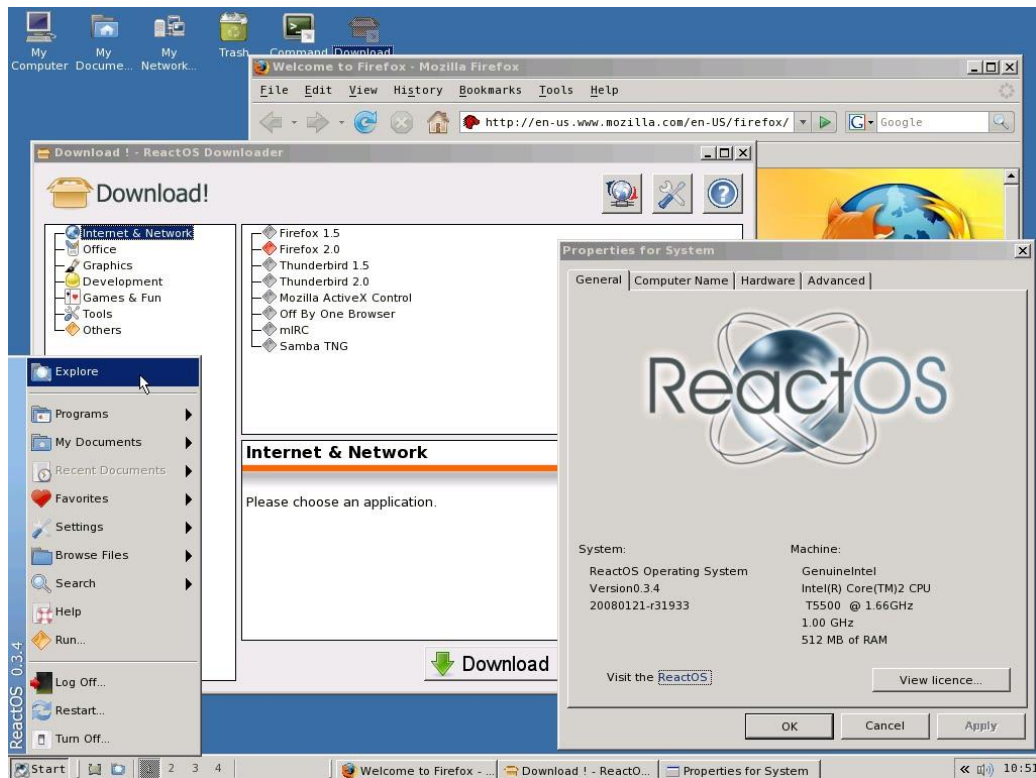 My Computer
My Docume...
My Network...
Trash
Command
Download
Welcome to Firefox - Mozilla Firefox
File Edit View History Bookmarks Tools Help
http://en-us.www.mozilla.com/en-US/firefox/
G Google
Download ! - ReactOS Downloader
Download!
Internet & Network
Office
Graphics
Development
Games & Fun
Tools
Others
Firefox 1.5
Firefox 2.0
Thunderbird 1.5
Thunderbird 2.0
Mozilla ActiveX Control
Off By One Browser
mIRC
Samba TNG
Internet & Network
Please choose an application.
Download
Properties for System
General Computer Name Hardware Advanced
ReactOS
System:
ReactOS Operating System
Version0.3.4
20080121-r31933
Machine:
GenuineIntel
Intel(R) Core(TM)2 CPU
T5500 @ 1.66GHz
1.00 GHz
512 MB of RAM
Visit the ReactOS
View licence...
OK Cancel Apply
Explore
Programs
My Documents
Recent Documents
Favorites
Settings
Browse Files
Search
Help
Run...
Log Off...
Restart...
Turn Off...
ReactOS 0.3.4
Start 2 3 4 Welcome to Firefox - ... Download ! - ReactO... Properties for System « 10:51